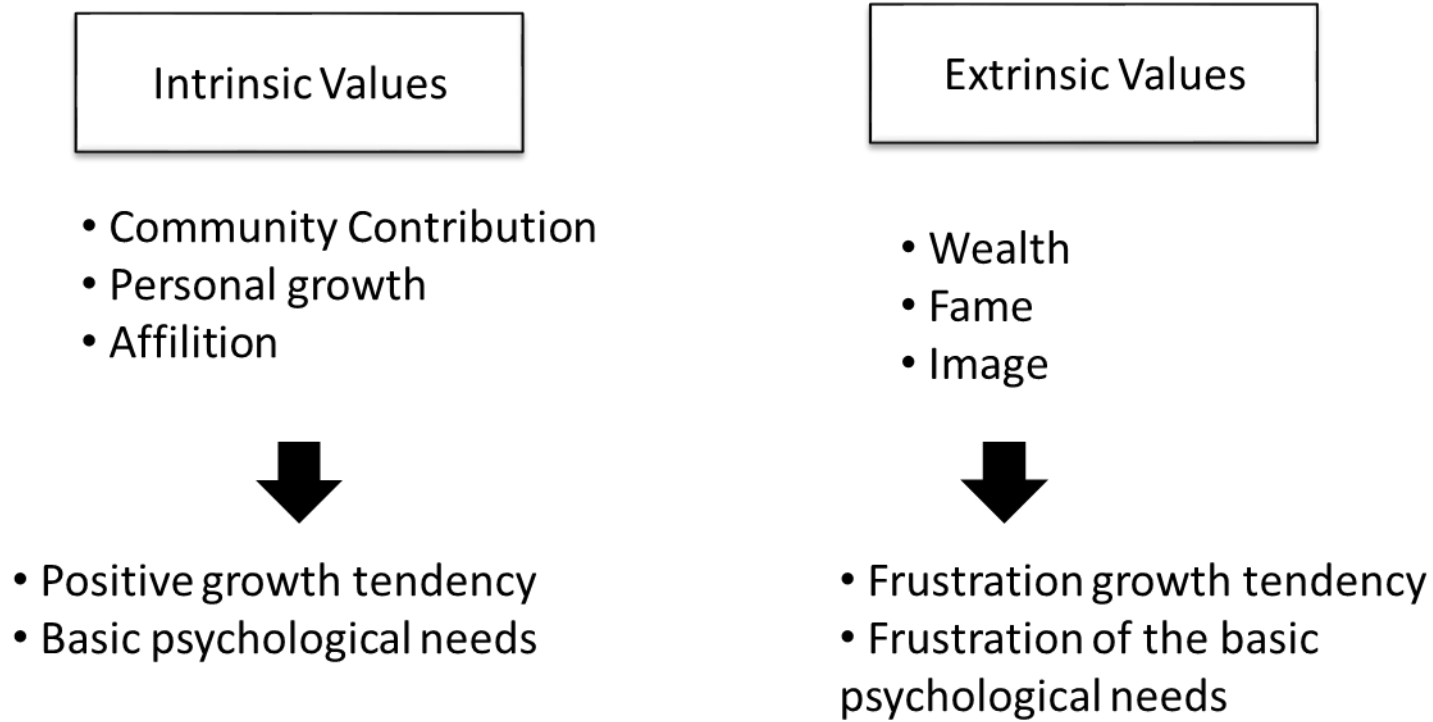 Intrinsic Values
• Community Contribution
• Personal growth
• Affilition
• Positive growth tendency
• Basic psychological needs
Extrinsic Values
• Wealth
• Fame
• Image
• Frustration growth tendency
• Frustration of the basic
psychological needs